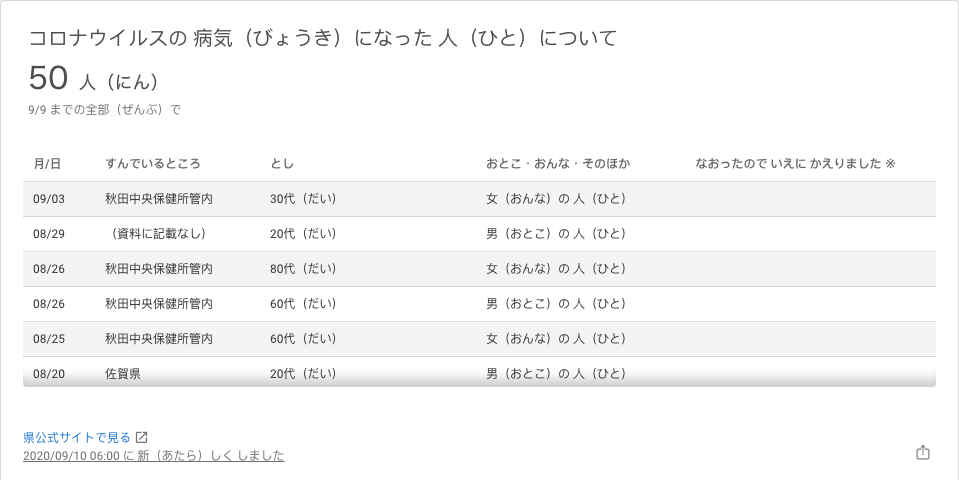 コロナウイルスの 病気（びょうき）になった 人（ひと）について
50 人（にん）
9/9 までの全部（ぜんぶ）で
月/日 すんでいるところ とし おとこ・おんな・そのほか なおったので いえに かえりました ※
09/03 秋田中央保健所管内 30代（だい） 女（おんな）の 人（ひと）
08/29 （資料に記載なし） 20代（だい） 男（おとこ）の 人（ひと）
08/26 秋田中央保健所管内 80代（だい） 女（おんな）の 人（ひと）
08/26 秋田中央保健所管内 60代（だい） 男（おとこ）の 人（ひと）
08/25 秋田中央保健所管内 60代（だい） 女（おんな）の 人（ひと）
08/20 佐賀県 20代（だい） 男（おとこ）の 人（ひと）
県公式サイトで見る
2020/09/10 06:00 に 新（あたら）しく しました